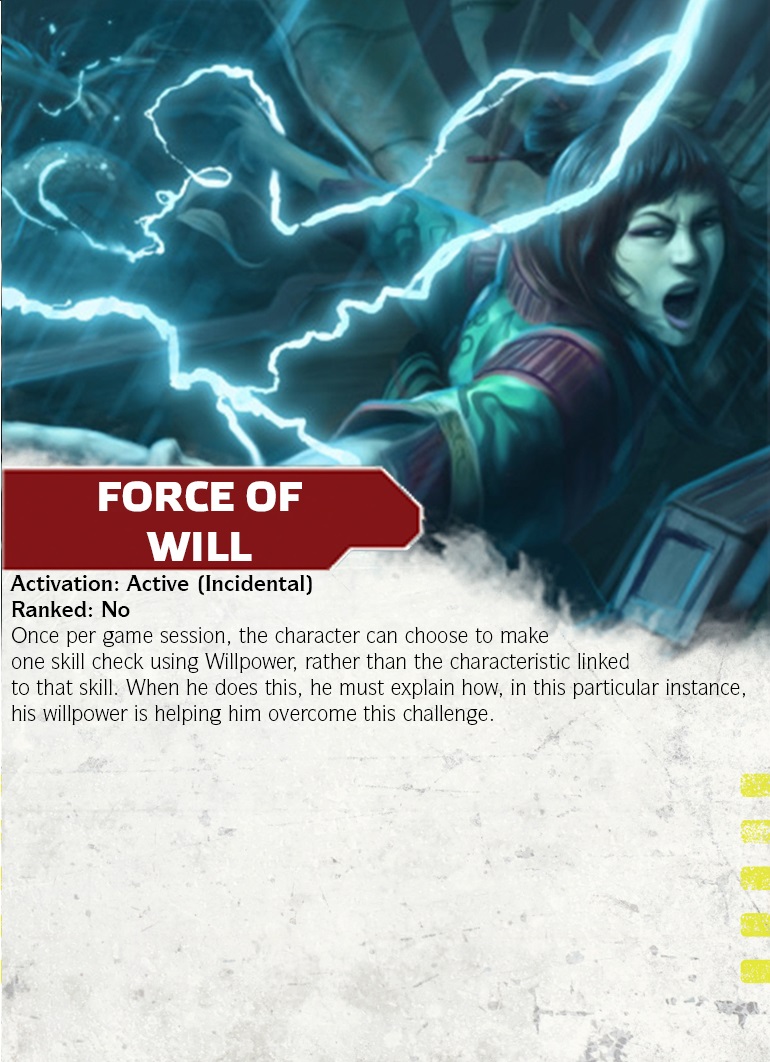 FORCE OF
WILL
Activation: Active (Incidental)
Ranked: No
Once per game session, the character can choose to make
one skill check using Willpower, rather than the characteristic linked
to that skill. When he does this, he must explain how, in this particular instance,
his willpower is helping him overcome this challenge.